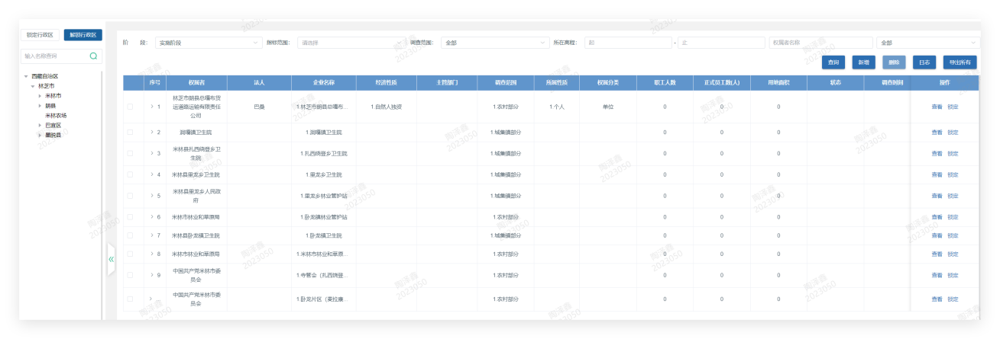 锁定行政区 解锁行政区
输入名称查询
西藏自治区
林芝市
米林市
朗县
米林农场
巴宜区
墨脱县
阶 段: 实施阶段 指标范围: 请选择 调查范围: 全部 所在高程: 起 - 止 权属者名称 全部
查询 新增 删除 日志 导出所有
序号 权属者 法人 企业名称 经济性质 主管部门 调查范围 所属性质 权属分类 职工人数 正式员工数(人) 用地面积 状态 调查时间 操作
1 林芝市朗县总嘎布货运道路运输有限责任公司 巴桑 1.林芝市朗县总嘎布... 1.自然人独资 1.农村部分 1.个人 单位 0 0 0 查看 锁定
2 洞嘎镇卫生院 1.洞嘎镇卫生院 1.城集镇部分 0 0 0 查看 锁定
3 米林县扎西绕登乡卫生院 1.扎西绕登乡卫生院 1.城集镇部分 0 0 0 查看 锁定
4 米林县里龙乡卫生院 1.里龙乡卫生院 1.城集镇部分 0 0 0 查看 锁定
5 米林县里龙乡人民政府 1.里龙乡林业管护站 1.城集镇部分 0 0 0 查看 锁定
6 米林市林业和草原局 1.卧龙镇林业管护站 1.农村部分 0 0 0 查看 锁定
7 米林县卧龙镇卫生院 1.卧龙镇卫生院 1.城集镇部分 0 0 0 查看 锁定
8 米林市林业和草原局 1.米林市林业和草原... 1.农村部分 0 0 0 查看 锁定
9 中国共产党米林市委员会 1.寺管会（扎西绕登... 1.农村部分 0 0 0 查看 锁定
中国共产党米林市委员会 1.卧龙片区（麦拉康... 1.农村部分 0 0 0 查看 锁定